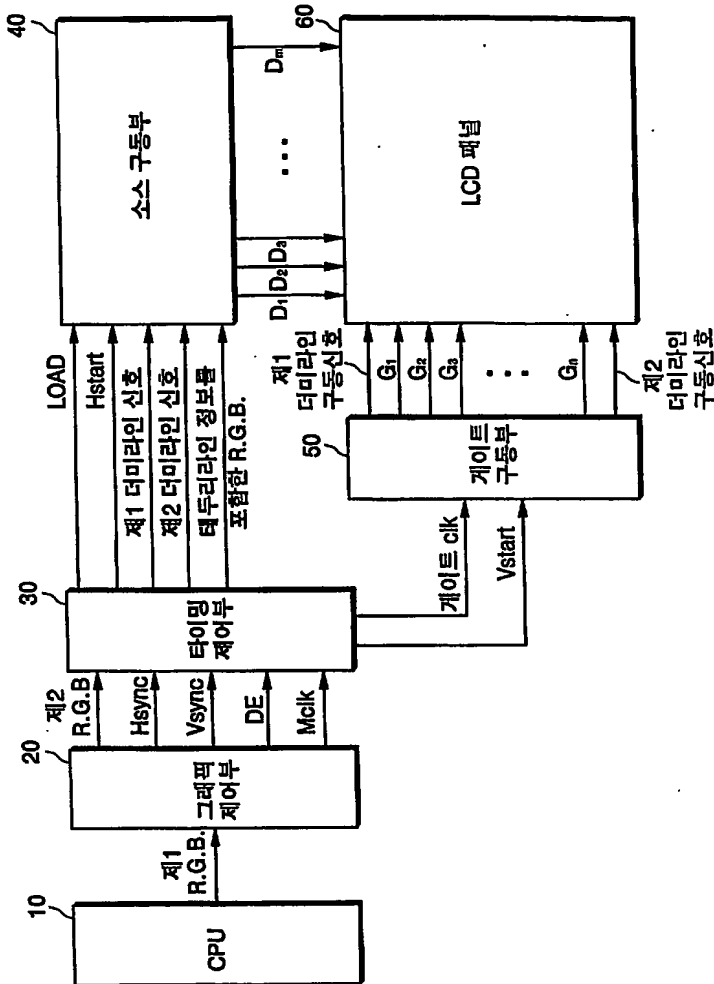 10
CPU
제1
R.G.B.
20
그래픽
제어부
제2
R.G.B
Hsync
Vsync
DE
Mclk
30
타이밍
제어부
LOAD
Hstart
제1 더미라인 신호
제2 더미라인 신호
테두리라인 정보를
포함한 R.G.B.
게이트 clk
Vstart
40
소스 구동부
D1
D2
D3
...
Dm
50
게이트
구동부
제1
더미라인
구동신호
G1
G2
G3
...
Gn
제2
더미라인
구동신호
60
LCD 패널